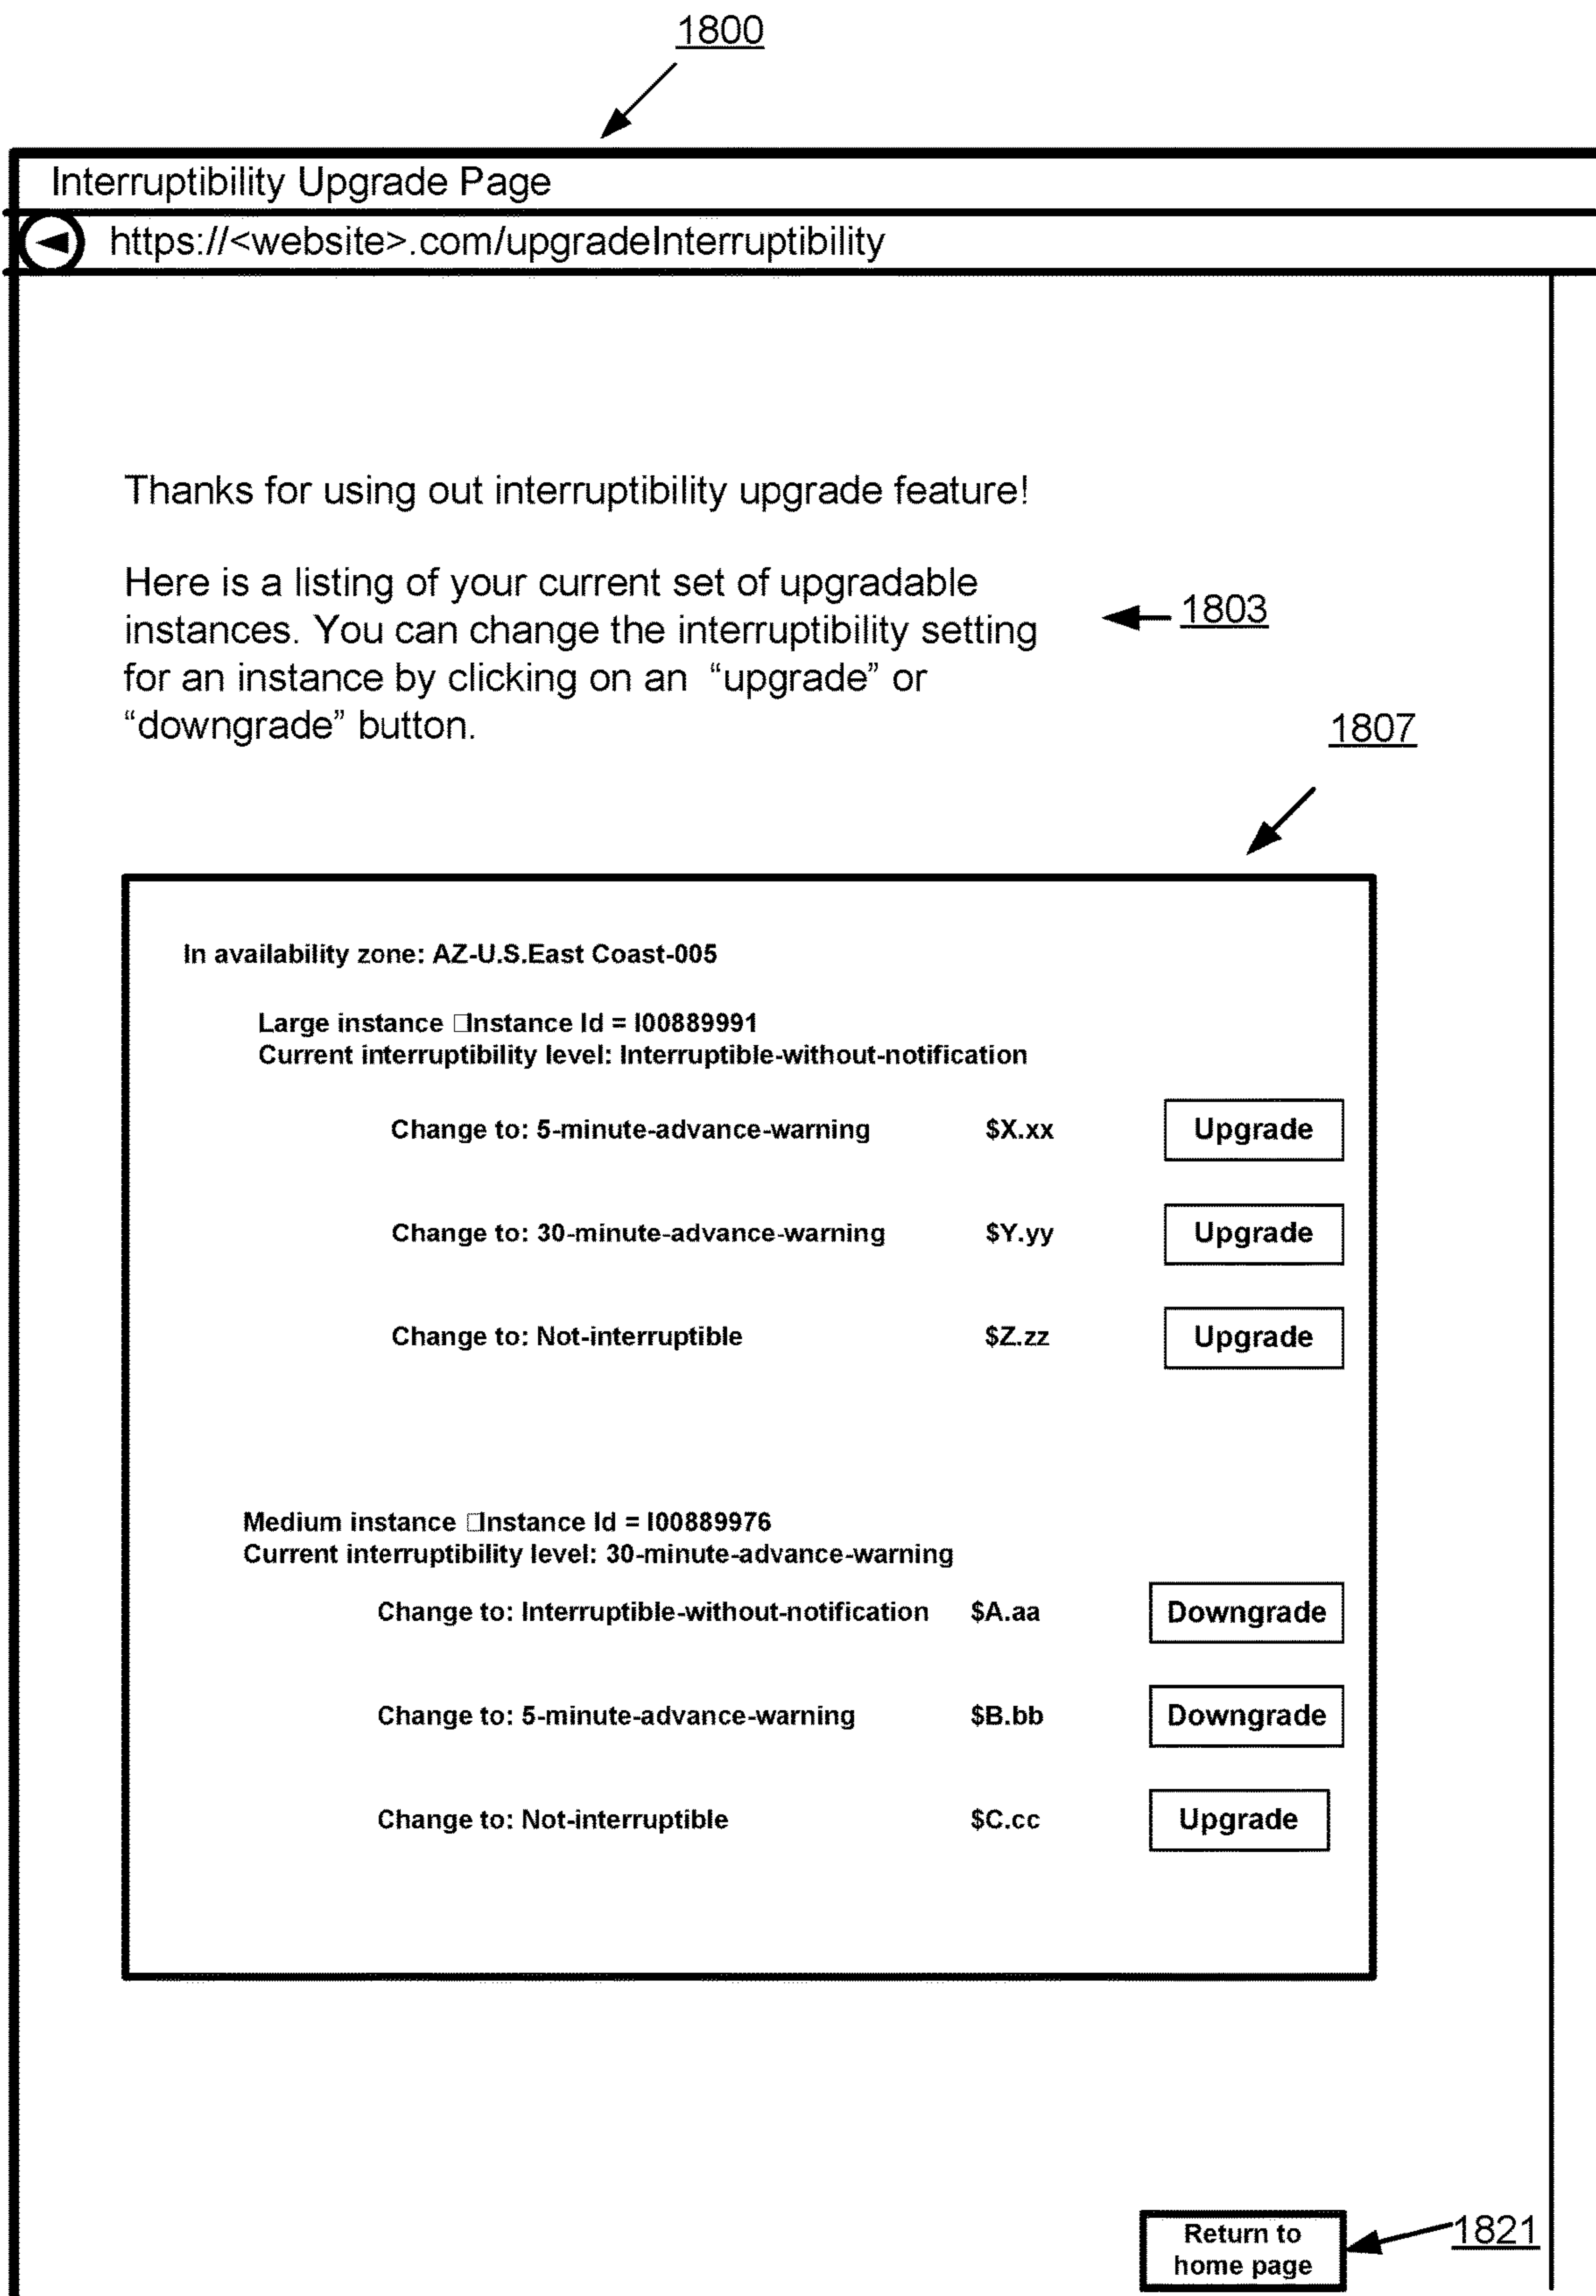 1800
Interruptibility Upgrade Page
https://<website>.com/upgradeInterruptibility
Thanks for using out interruptibility upgrade feature!
Here is a listing of your current set of upgradable
instances. You can change the interruptibility setting
for an instance by clicking on an “upgrade” or
“downgrade” button.
1803
1807
In availability zone: AZ-U.S.East Coast-005
Large instance □Instance Id = I00889991
Current interruptibility level: Interruptible-without-notification
Change to: 5-minute-advance-warning $X.xx Upgrade
Change to: 30-minute-advance-warning $Y.yy Upgrade
Change to: Not-interruptible $Z.zz Upgrade
Medium instance □Instance Id = I00889976
Current interruptibility level: 30-minute-advance-warning
Change to: Interruptible-without-notification $A.aa Downgrade
Change to: 5-minute-advance-warning $B.bb Downgrade
Change to: Not-interruptible $C.cc Upgrade
Return to
home page
1821